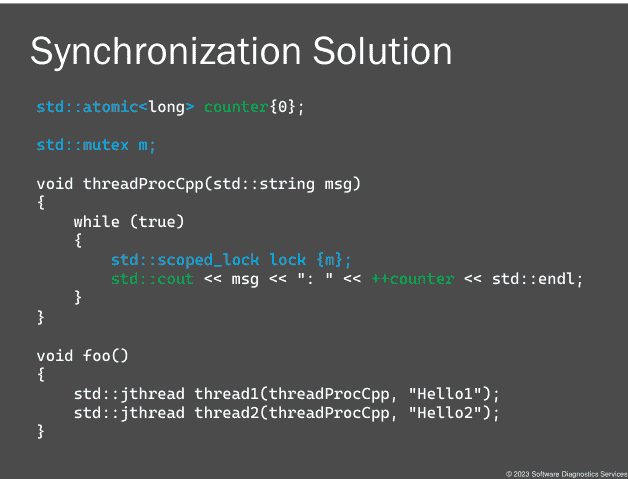 Synchronization Solution
std::atomic<long> counter{0};
std::mutex m;
void threadProcCpp(std::string msg)
{
    while (true)
    {
        std::scoped_lock lock {m};
        std::cout << msg << ": " << ++counter << std::endl;
    }
}
void foo()
{
    std::jthread thread1(threadProcCpp, "Hello1");
    std::jthread thread2(threadProcCpp, "Hello2");
}
© 2023 Software Diagnostics Services